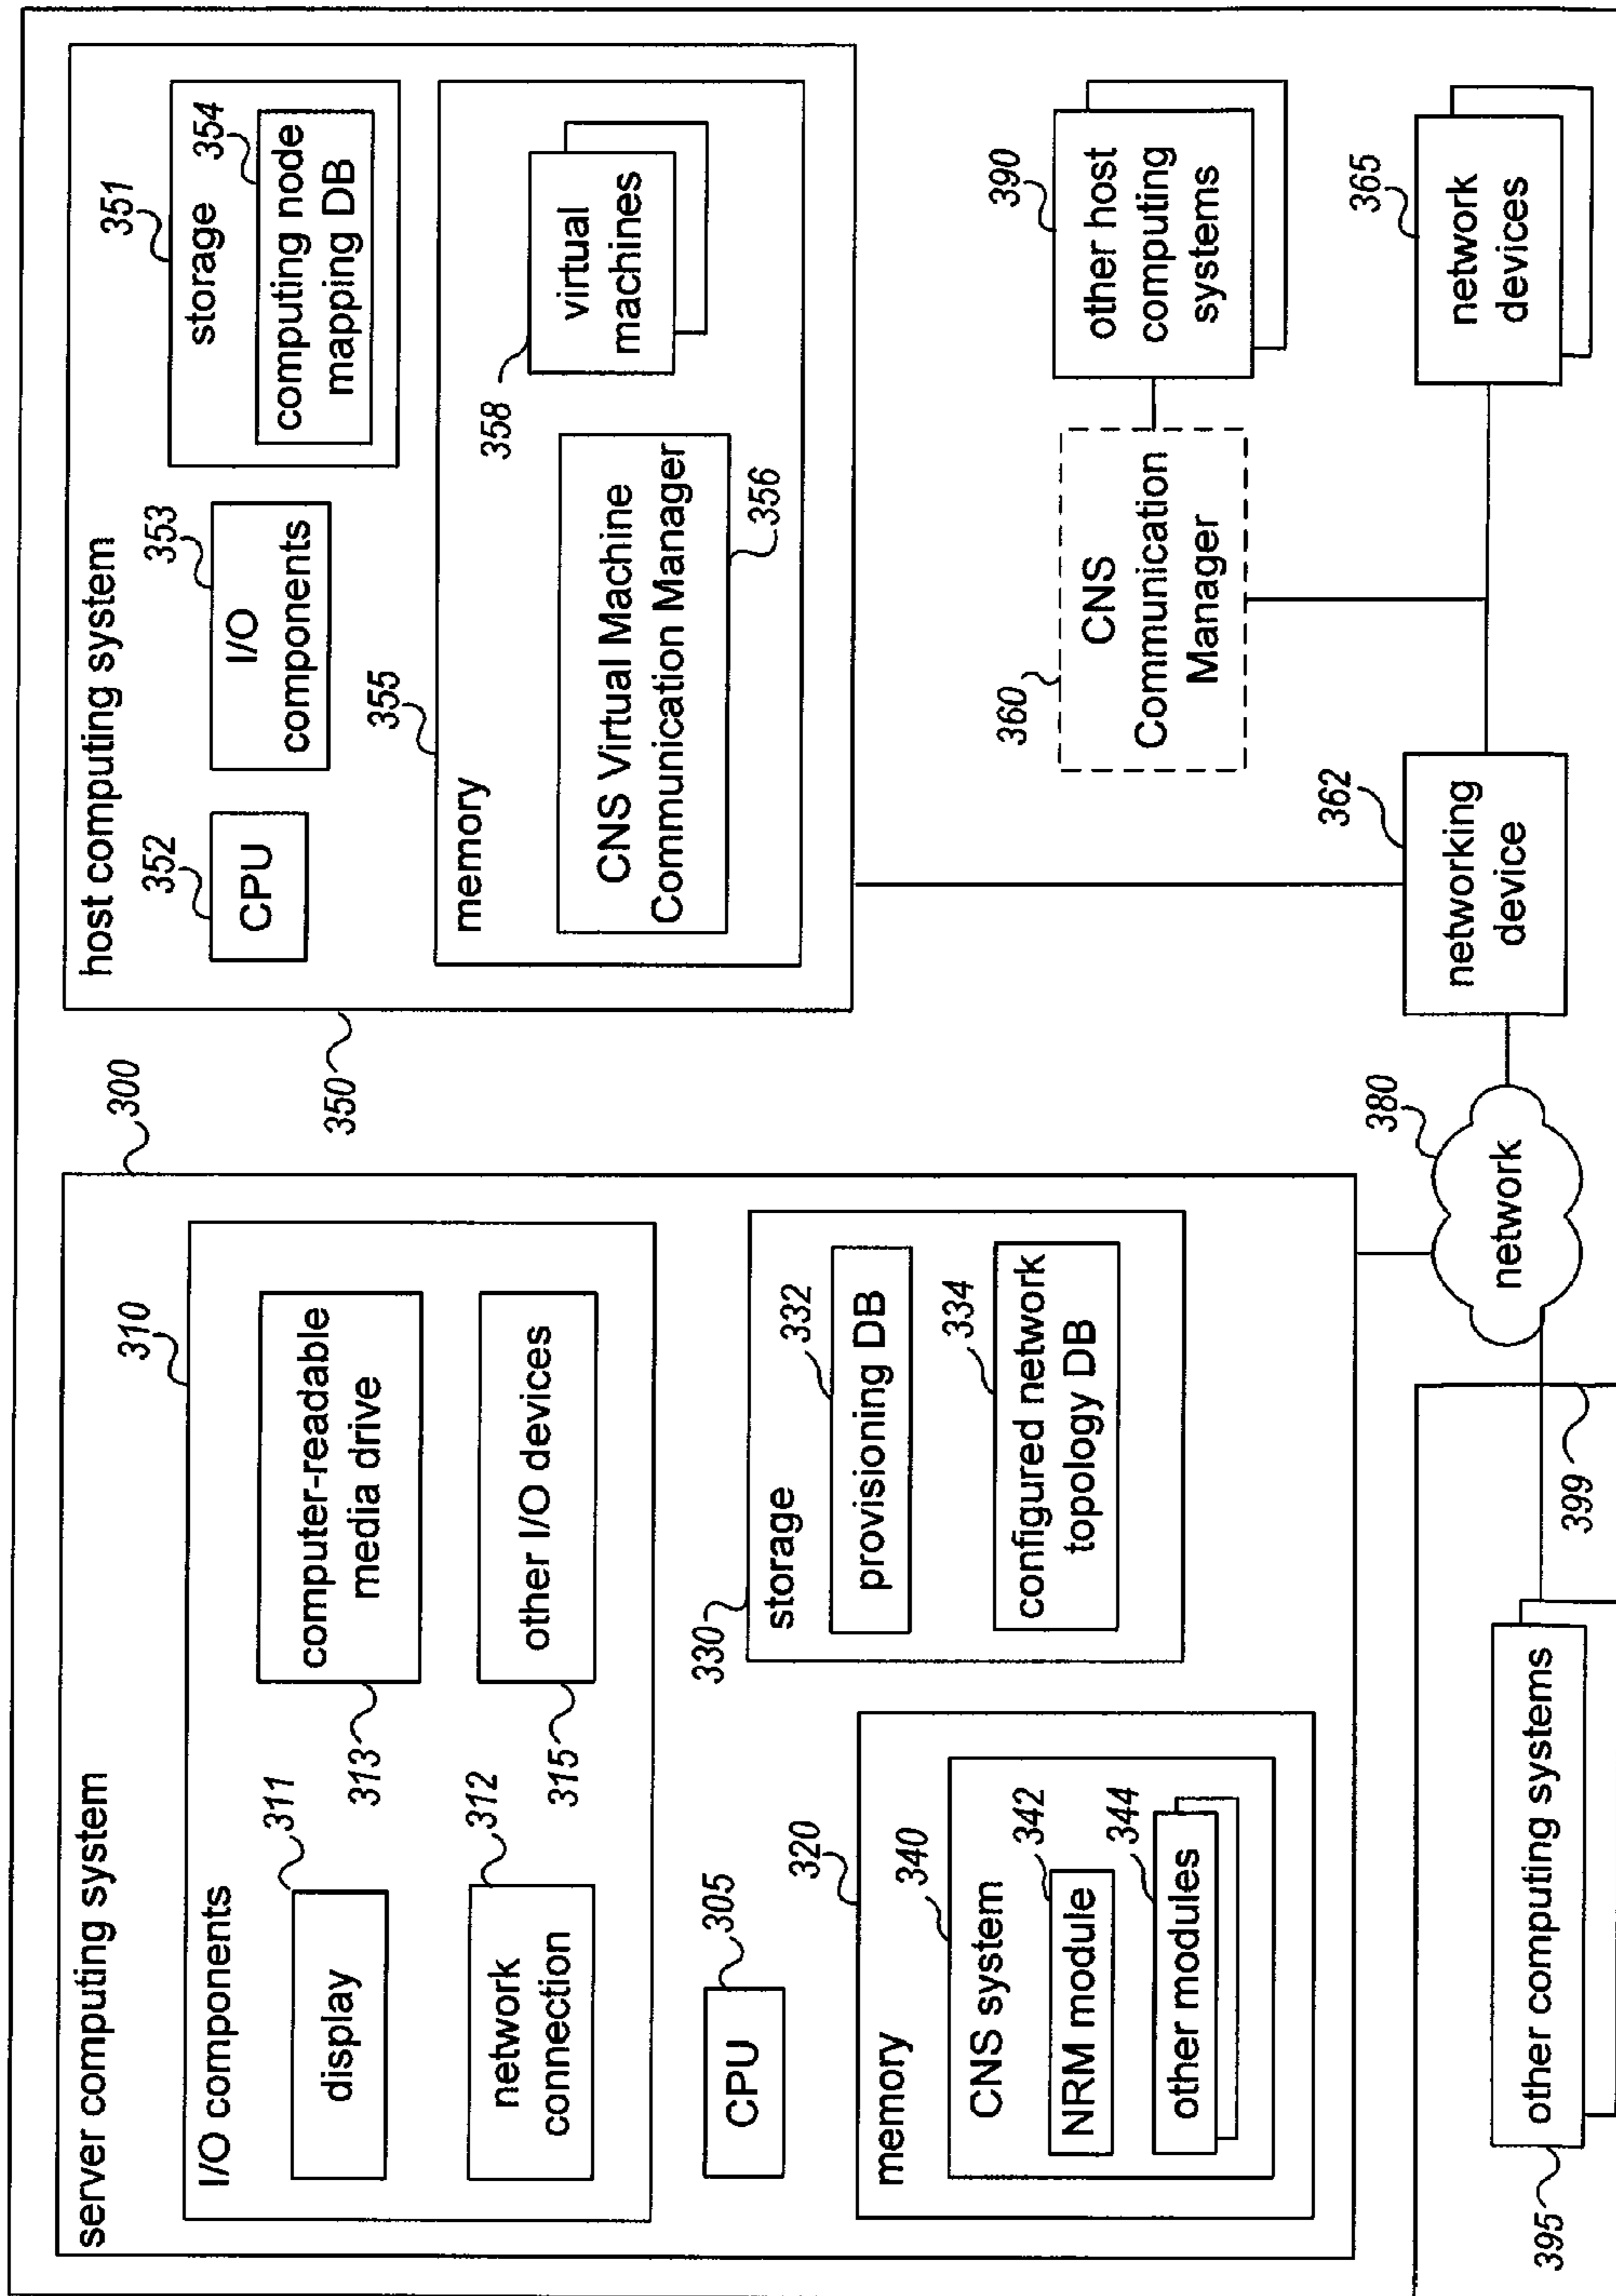 server computing system
300
I/O components
310
display
311
computer-readable
media drive
313
network
connection
312
other I/O devices
315
CPU
305
storage
330
provisioning DB
332
configured network
topology DB
334
memory
320
CNS system
340
NRM module
342
other modules
344
host computing system
350
CPU
352
I/O
components
353
storage
351
computing node
mapping DB
354
memory
355
CNS Virtual Machine
Communication Manager
356
virtual
machines
358
CNS
Communication
Manager
360
other host
computing
systems
390
networking
device
362
network
devices
365
network
380
other computing systems
395
399